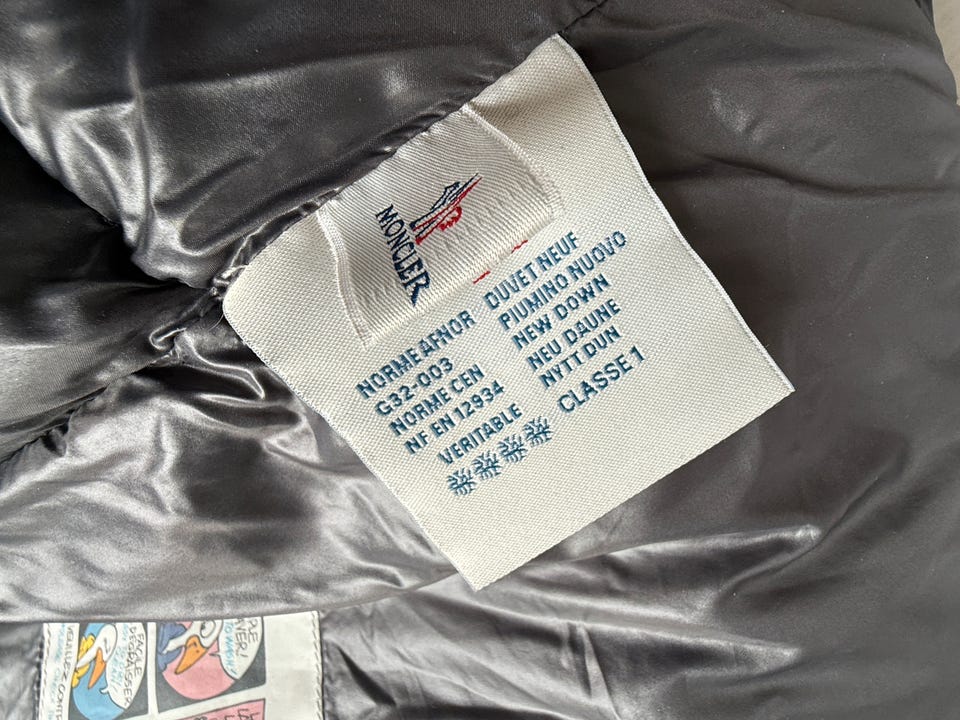 MONCLER
NORME AFNOR
G32-003
NORME CEN
NF EN 12934
VERITABLE
DUVET NEUF
PIUMINO NUOVO
NEW DOWN
NEU DAUNE
NYTT DUN
CLASSE 1